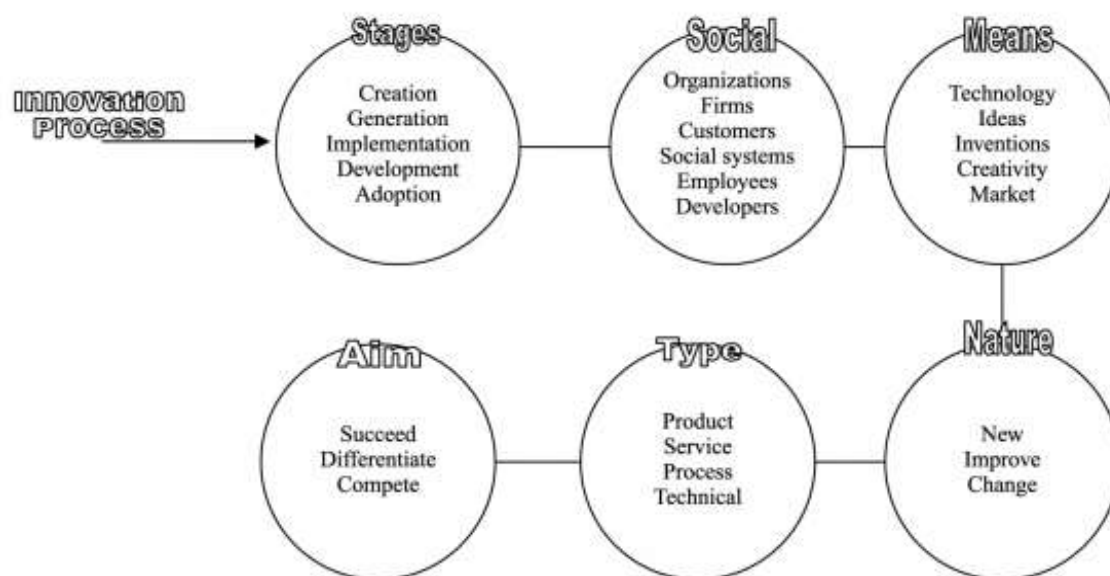 Innovation
Process
Stages
Creation
Generation
Implementation
Development
Adoption
Social
Organizations
Firms
Customers
Social systems
Employees
Developers
Means
Technology
Ideas
Inventions
Creativity
Market
Nature
New
Improve
Change
Type
Product
Service
Process
Technical
Aim
Succeed
Differentiate
Compete